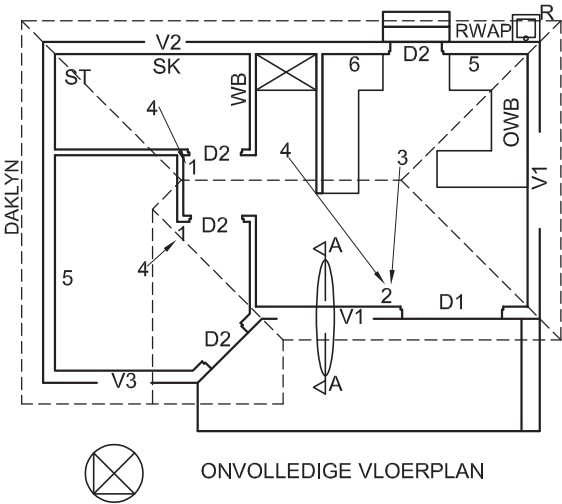 R
V2
RWAP
SK
ST
6
D2
5
WB
4
OWB
D2
1
4
3
V1
DAKLYN
D2
1
A
5
4
2
D1
V1
D2
V3
A
ONVOLLEDIGE VLOERPLAN